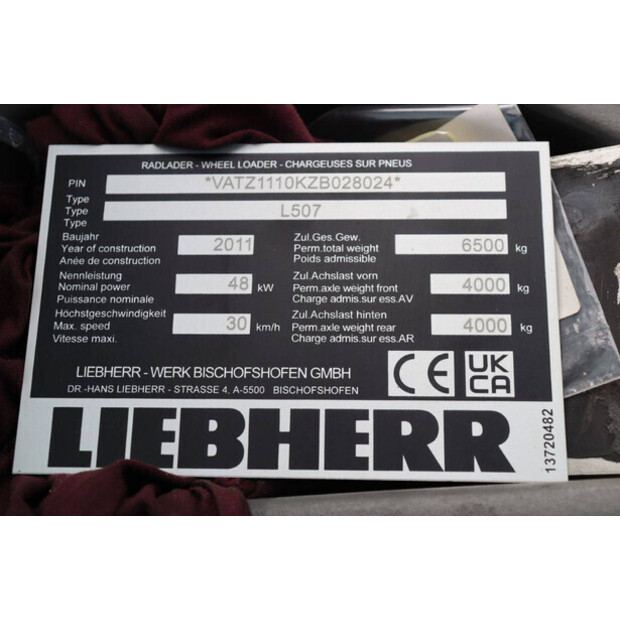 RADLADER - WHEEL LOADER - CHARGEUSES SUR PNEUS
PIN *VATZ1110KZB028024*
Type
Type L507
Type
Baujahr
Year of construction 2011
Anée de construction
Nennleistung
Nominal power 48 kW
Puissance nominale
Höchstgeschwindigkeit
Max. speed 30 km/h
Vitesse maxi.
Zul.Ges.Gew.
Perm.total weight 6500 kg
Poids admissible
Zul.Achslast vorn
Perm.axle weight front 4000 kg
Charge admis.sur ess.AV
Zul.Achslast hinten
Perm.axle weight rear 4000 kg
Charge admis.sur ess.AR
LIEBHERR - WERK BISCHOFSHOFEN GMBH
DR.-HANS LIEBHERR - STRASSE 4, A-5500 BISCHOFSHOFEN
CE
UK
CA
LIEBHERR
13720482